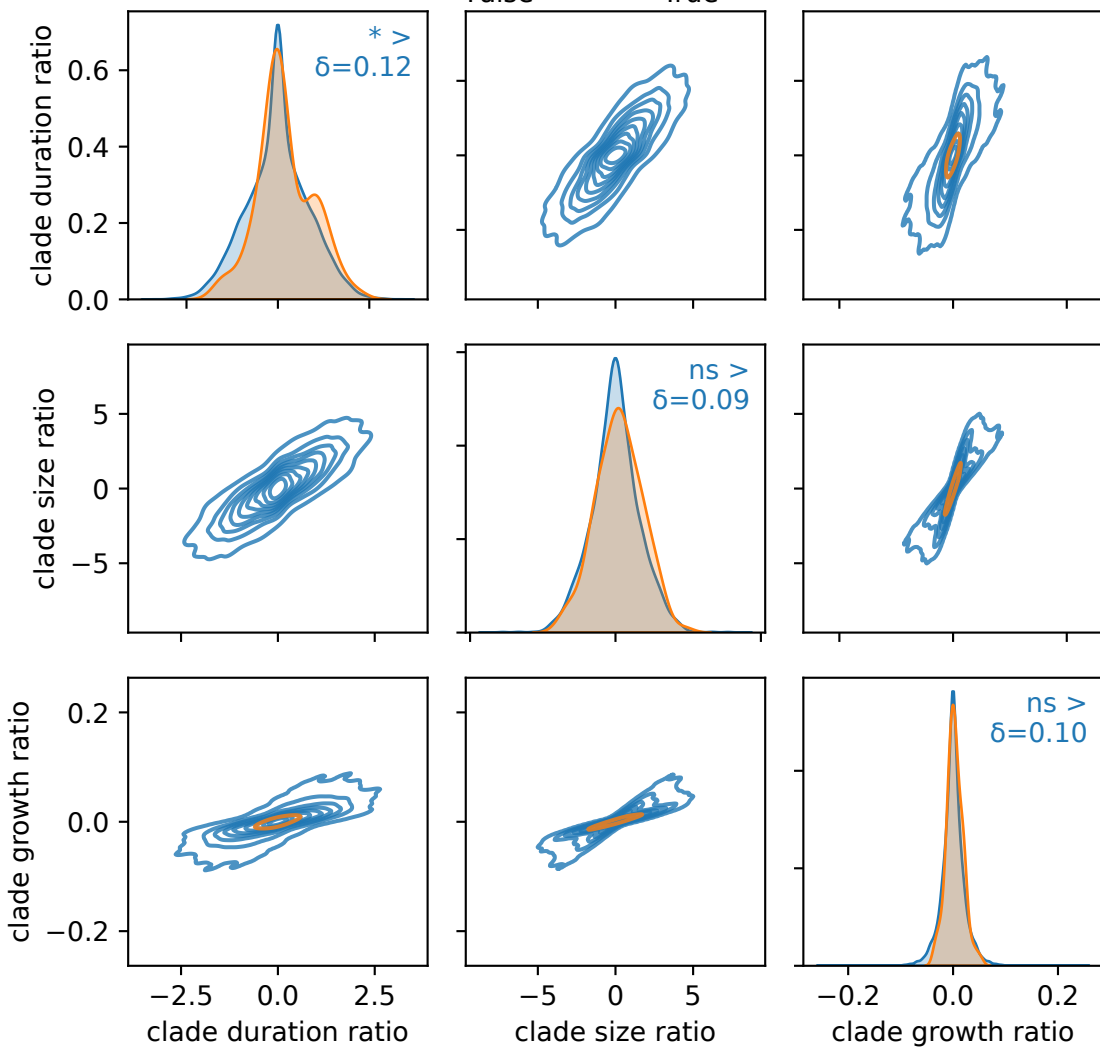 clade duration ratio
0.6
0.4
0.2
0.0
* >
δ=0.12
clade size ratio
5
0
−5
ns >
δ=0.09
clade growth ratio
0.2
0.0
−0.2
ns >
δ=0.10
−2.5 0.0 2.5
−5 0 5
−0.2 0.0 0.2
clade duration ratio
clade size ratio
clade growth ratio